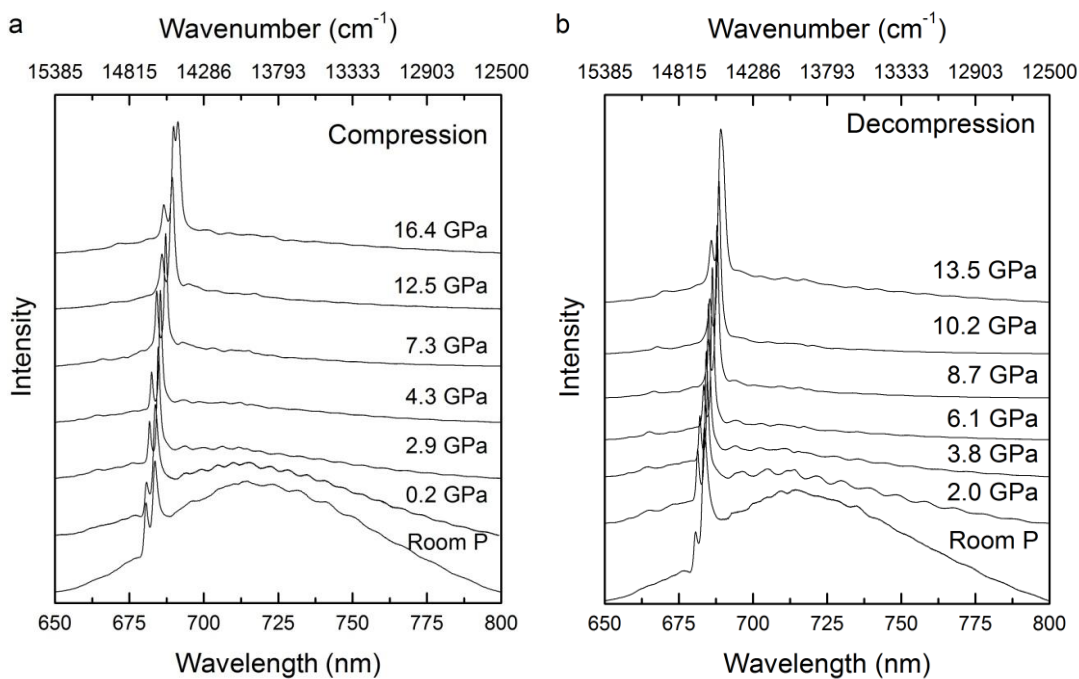 a
Wavenumber (cm⁻¹)
15385 14815 14286 13793 13333 12903 12500
Compression
16.4 GPa
12.5 GPa
7.3 GPa
4.3 GPa
2.9 GPa
0.2 GPa
Room P
Intensity
650 675 700 725 750 775 800
Wavelength (nm)
b
Wavenumber (cm⁻¹)
15385 14815 14286 13793 13333 12903 12500
Decompression
13.5 GPa
10.2 GPa
8.7 GPa
6.1 GPa
3.8 GPa
2.0 GPa
Room P
Intensity
650 675 700 725 750 775 800
Wavelength (nm)